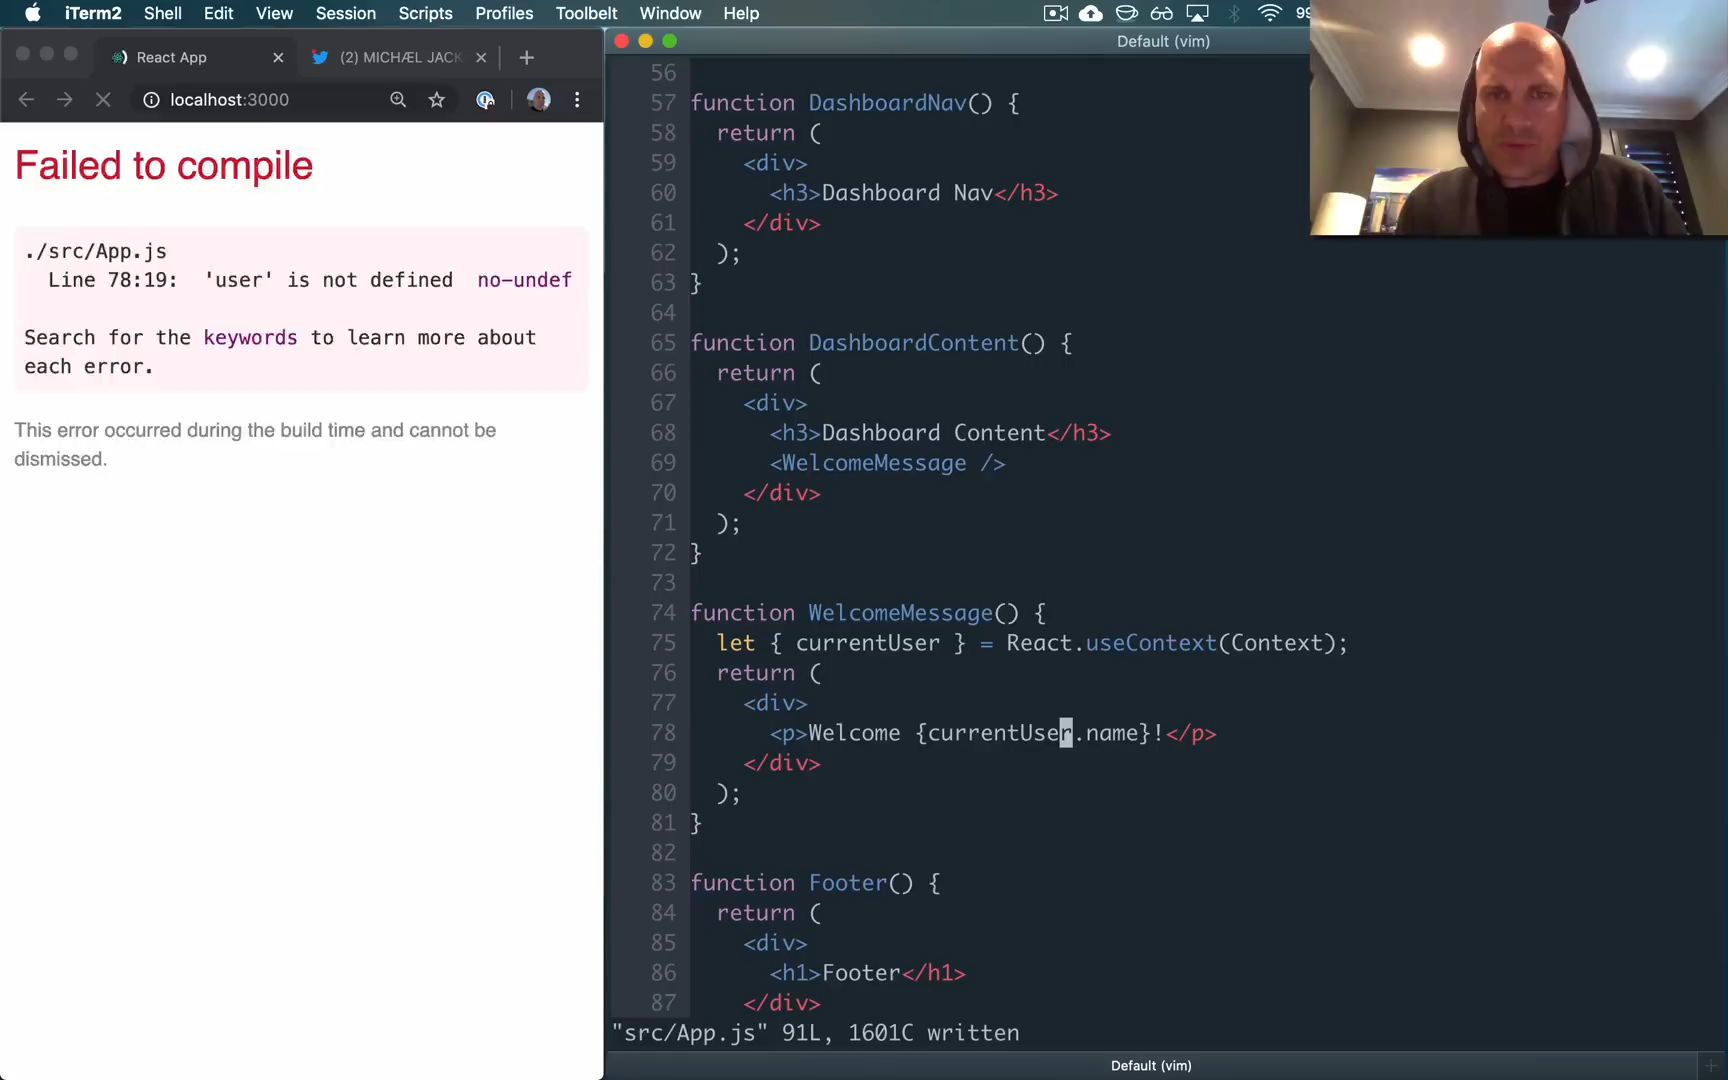 iTerm2 Shell Edit View Session Scripts Profiles Toolbelt Window Help 99
React App
(2) MICHÆL JACK
Default (vim)
localhost:3000
Failed to compile
./src/App.js
Line 78:19: 'user' is not defined no-undef
Search for the keywords to learn more about
each error.
This error occurred during the build time and cannot be
dismissed.
56
57 function DashboardNav() {
58 return (
59 <div>
60 <h3>Dashboard Nav</h3>
61 </div>
62 );
63 }
64
65 function DashboardContent() {
66 return (
67 <div>
68 <h3>Dashboard Content</h3>
69 <WelcomeMessage />
70 </div>
71 );
72 }
73
74 function WelcomeMessage() {
75 let { currentUser } = React.useContext(Context);
76 return (
77 <div>
78 <p>Welcome {currentUser.name}!</p>
79 </div>
80 );
81 }
82
83 function Footer() {
84 return (
85 <div>
86 <h1>Footer</h1>
87 </div>
"src/App.js" 91L, 1601C written
Default (vim)